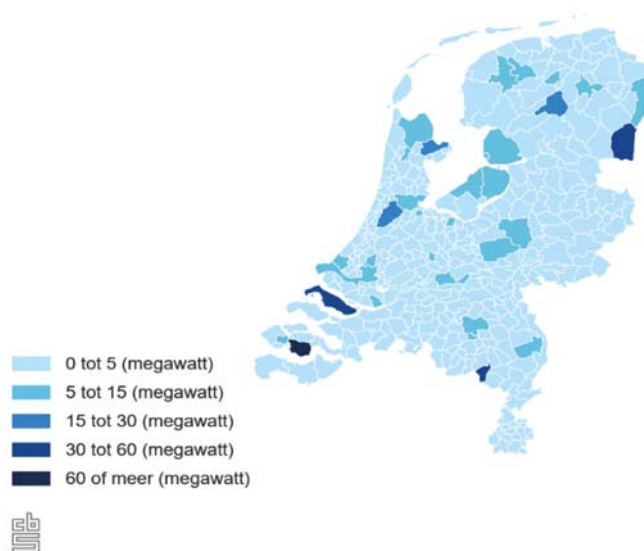 0 tot 5 (megawatt)
5 tot 15 (megawatt)
15 tot 30 (megawatt)
30 tot 60 (megawatt)
60 of meer (megawatt)
cbs